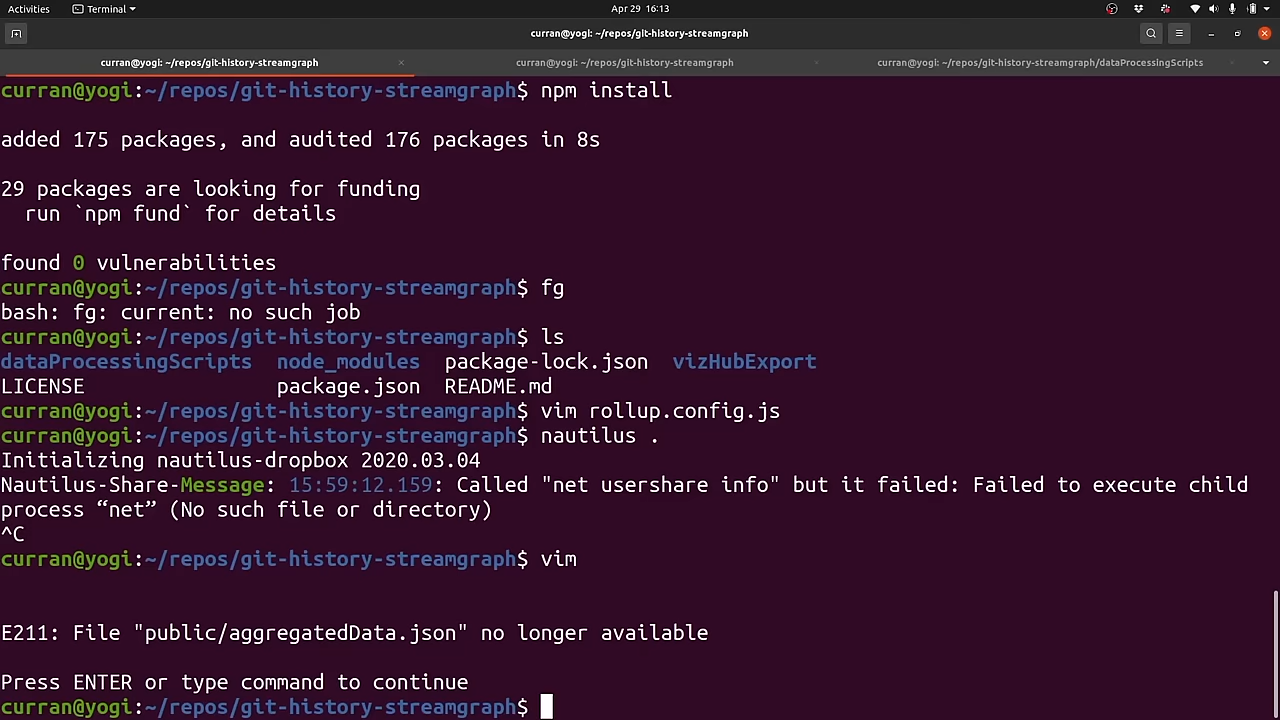 Activities Terminal Apr 29 16:13
curran@yogi: ~/repos/git-history-streamgraph
curran@yogi: ~/repos/git-history-streamgraph curran@yogi: ~/repos/git-history-streamgraph curran@yogi: ~/repos/git-history-streamgraph/dataProcessingScripts
curran@yogi:~/repos/git-history-streamgraph$ npm install
added 175 packages, and audited 176 packages in 8s
29 packages are looking for funding
run `npm fund` for details
found 0 vulnerabilities
curran@yogi:~/repos/git-history-streamgraph$ fg
bash: fg: current: no such job
curran@yogi:~/repos/git-history-streamgraph$ ls
dataProcessingScripts node_modules package-lock.json vizHubExport
LICENSE package.json README.md
curran@yogi:~/repos/git-history-streamgraph$ vim rollup.config.js
curran@yogi:~/repos/git-history-streamgraph$ nautilus .
Initializing nautilus-dropbox 2020.03.04
Nautilus-Share-Message: 15:59:12.159: Called "net usershare info" but it failed: Failed to execute child
process “net” (No such file or directory)
^C
curran@yogi:~/repos/git-history-streamgraph$ vim
E211: File "public/aggregatedData.json" no longer available
Press ENTER or type command to continue
curran@yogi:~/repos/git-history-streamgraph$